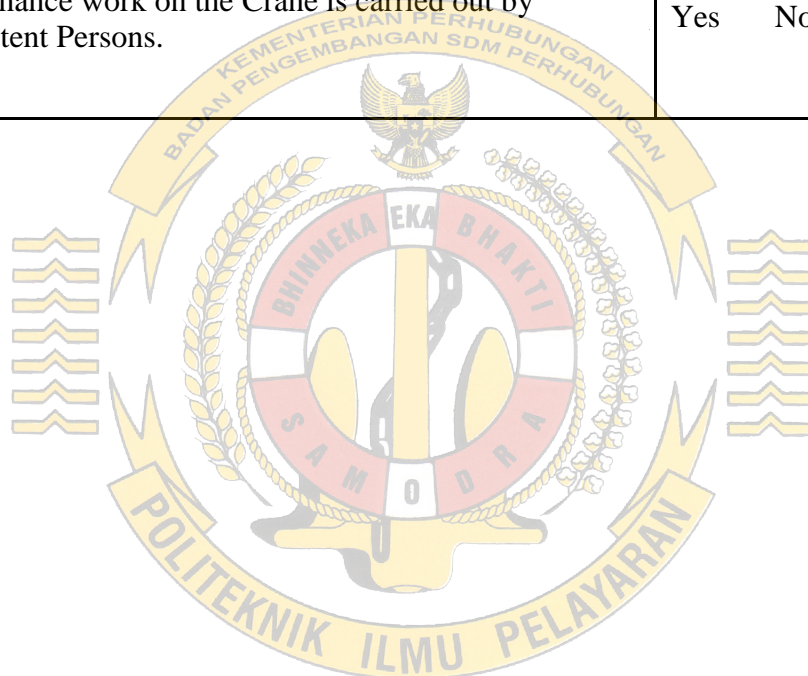 nance work on the Crane is carried out by
tent Persons.
Yes No
KEMENTERIAN PERHUBUNGAN
BADAN PENGEMBANGAN SDM PERHUBUNGAN
BHINNEKA EKA BHAKTI
SAMODRA
POLITEKNIK ILMU PELAYARAN